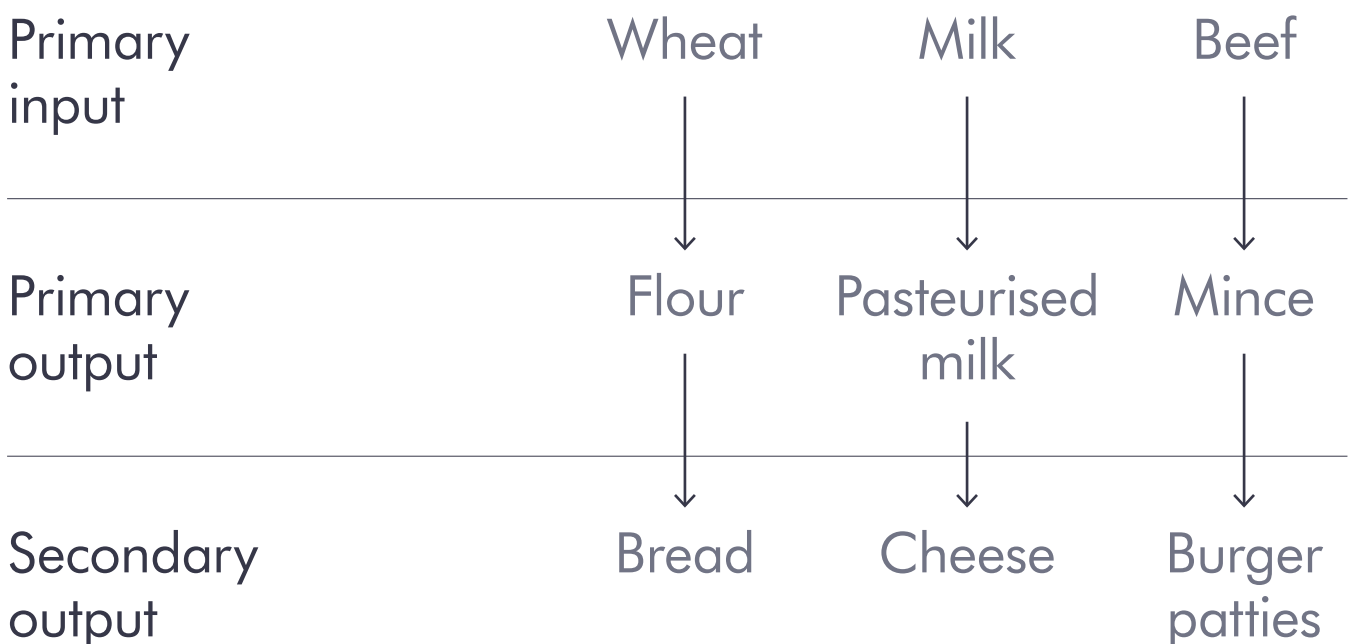 Primary
input
Wheat
Milk
Beef
Primary
output
Flour
Pasteurised
milk
Mince
Secondary
output
Bread
Cheese
Burger
patties